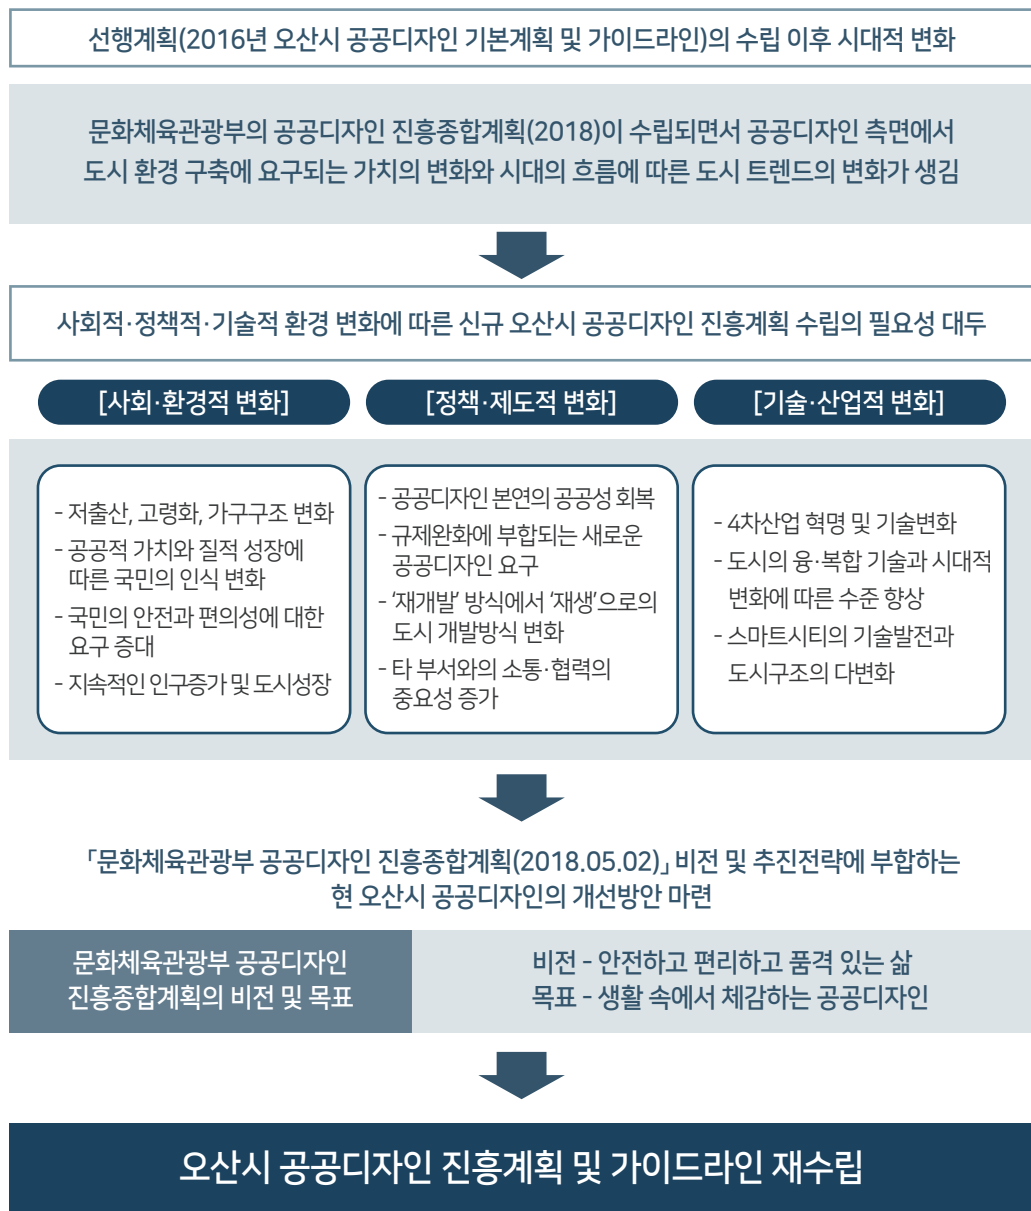 선행계획(2016년 오산시 공공디자인 기본계획 및 가이드라인)의 수립 이후 시대적 변화
문화체육관광부의 공공디자인 진흥종합계획(2018)이 수립되면서 공공디자인 측면에서
도시 환경 구축에 요구되는 가치의 변화와 시대의 흐름에 따른 도시 트렌드의 변화가 생김
사회적·정책적·기술적 환경 변화에 따른 신규 오산시 공공디자인 진흥계획 수립의 필요성 대두
[사회·환경적 변화]
- 저출산, 고령화, 가구구조 변화
- 공공적 가치와 질적 성장에
따른 국민의 인식 변화
- 국민의 안전과 편의성에 대한
요구 증대
- 지속적인 인구증가 및 도시성장
[정책·제도적 변화]
- 공공디자인 본연의 공공성 회복
- 규제완화에 부합되는 새로운
공공디자인 요구
- ‘재개발’ 방식에서 ‘재생’으로의
도시 개발방식 변화
- 타 부서와의 소통·협력의
중요성 증가
[기술·산업적 변화]
- 4차산업 혁명 및 기술변화
- 도시의 융·복합 기술과 시대적
변화에 따른 수준 향상
- 스마트시티의 기술발전과
도시구조의 다변화
「문화체육관광부 공공디자인 진흥종합계획(2018.05.02)」 비전 및 추진전략에 부합하는
현 오산시 공공디자인의 개선방안 마련
문화체육관광부 공공디자인
진흥종합계획의 비전 및 목표
비전 - 안전하고 편리하고 품격 있는 삶
목표 - 생활 속에서 체감하는 공공디자인
오산시 공공디자인 진흥계획 및 가이드라인 재수립